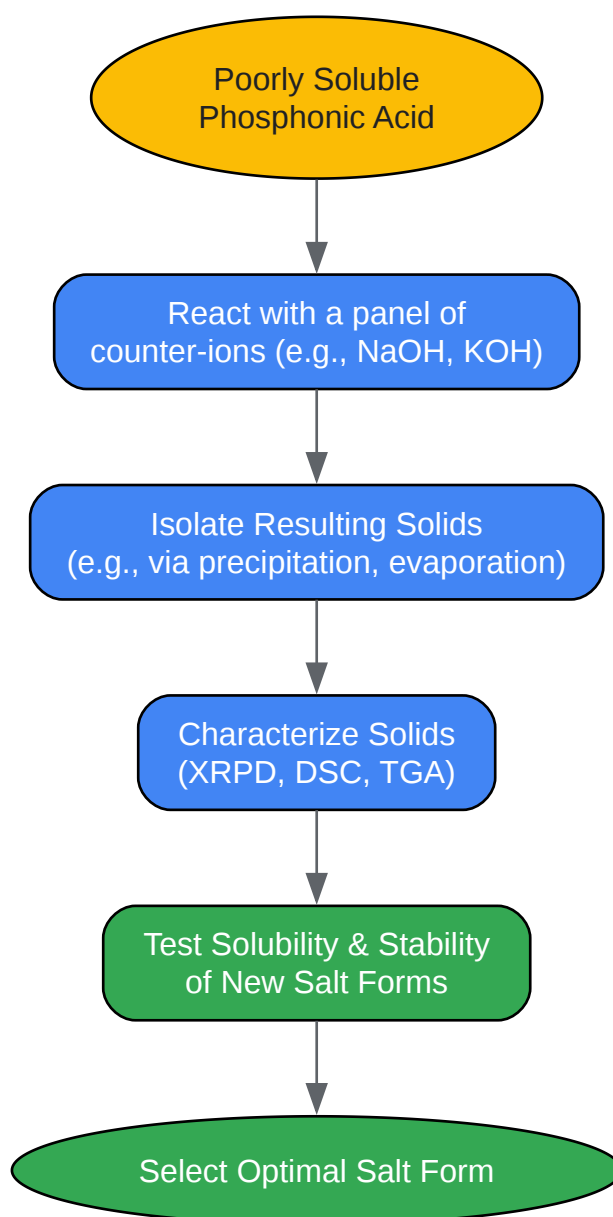 Poorly Soluble
Phosphonic Acid
React with a panel of
counter-ions (e.g., NaOH, KOH)
Isolate Resulting Solids
(e.g., via precipitation, evaporation)
Characterize Solids
(XRPD, DSC, TGA)
Test Solubility & Stability
of New Salt Forms
Select Optimal Salt Form